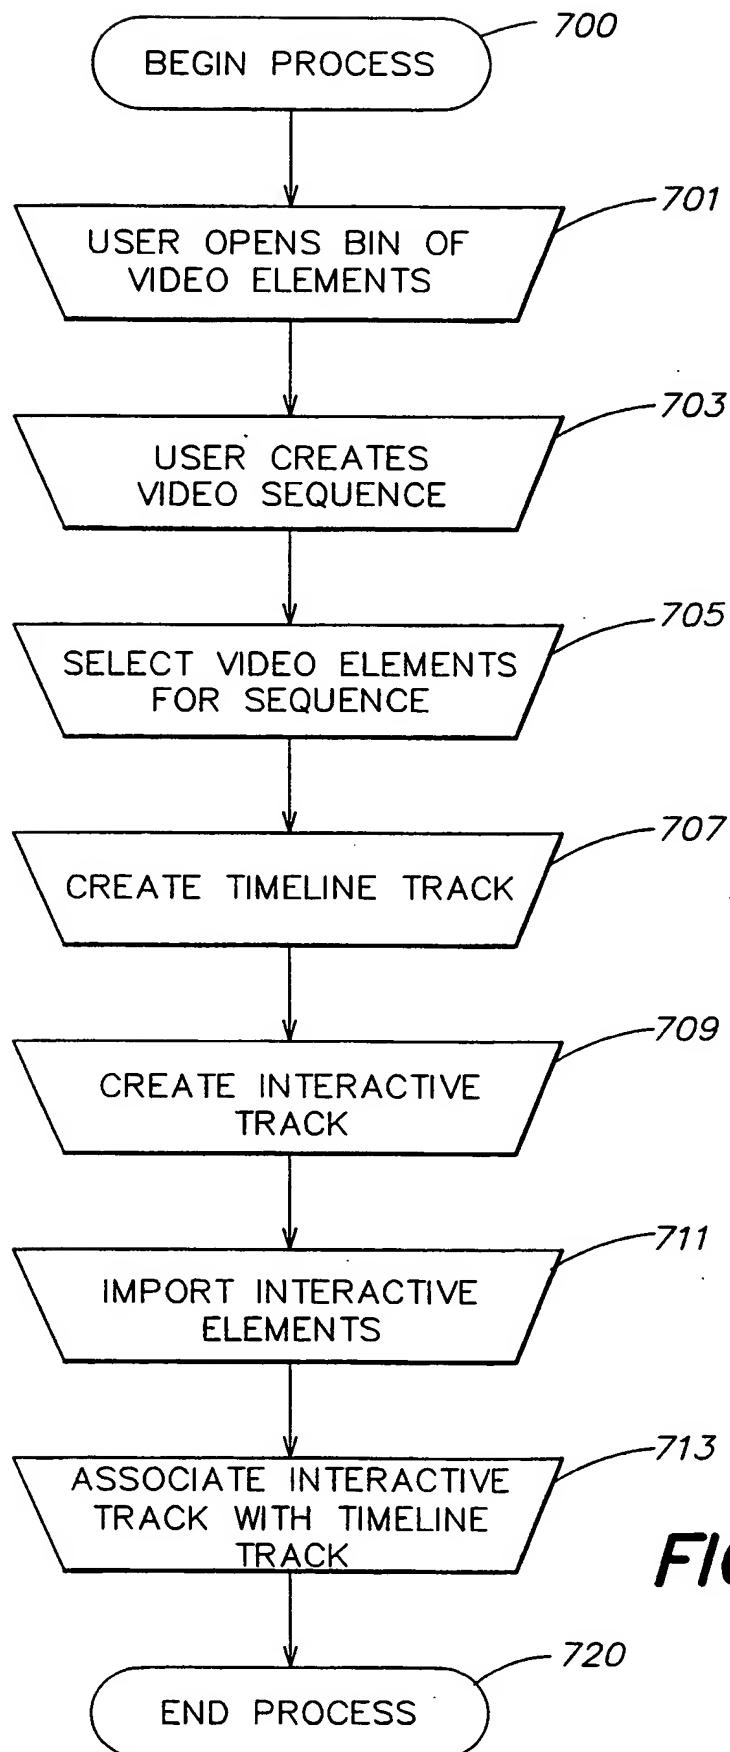 700
BEGIN PROCESS
701
USER OPENS BIN OF
VIDEO ELEMENTS
703
USER CREATES
VIDEO SEQUENCE
705
SELECT VIDEO ELEMENTS
FOR SEQUENCE
707
CREATE TIMELINE TRACK
709
CREATE INTERACTIVE
TRACK
711
IMPORT INTERACTIVE
ELEMENTS
713
ASSOCIATE INTERACTIVE
TRACK WITH TIMELINE
TRACK
720
END PROCESS